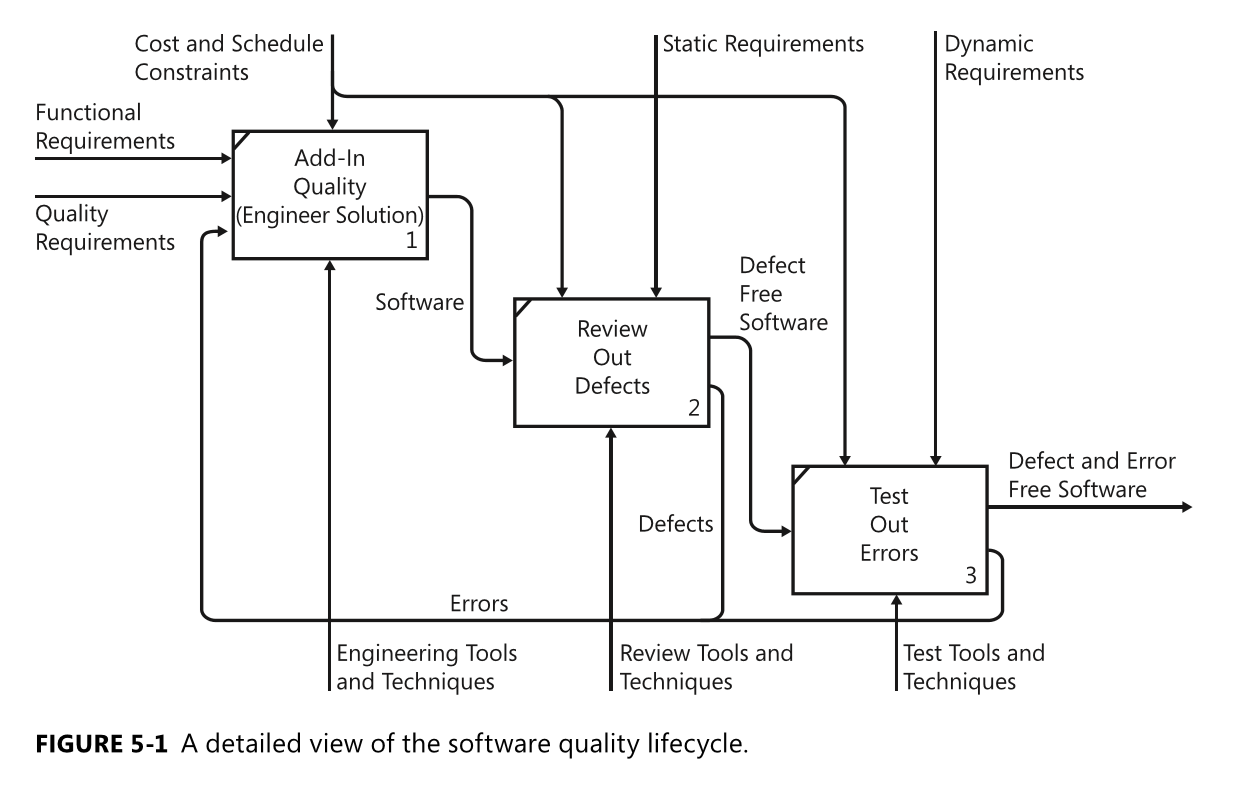 Cost and Schedule
Constraints
Static Requirements
Dynamic
Requirements
Functional
Requirements
Quality
Requirements
Add-In
Quality
(Engineer Solution)
1
Software
Review
Out
Defects
2
Defect
Free
Software
Test
Out
Errors
3
Defect and Error
Free Software
Defects
Errors
Engineering Tools
and Techniques
Review Tools and
Techniques
Test Tools and
Techniques
FIGURE 5-1 A detailed view of the software quality lifecycle.